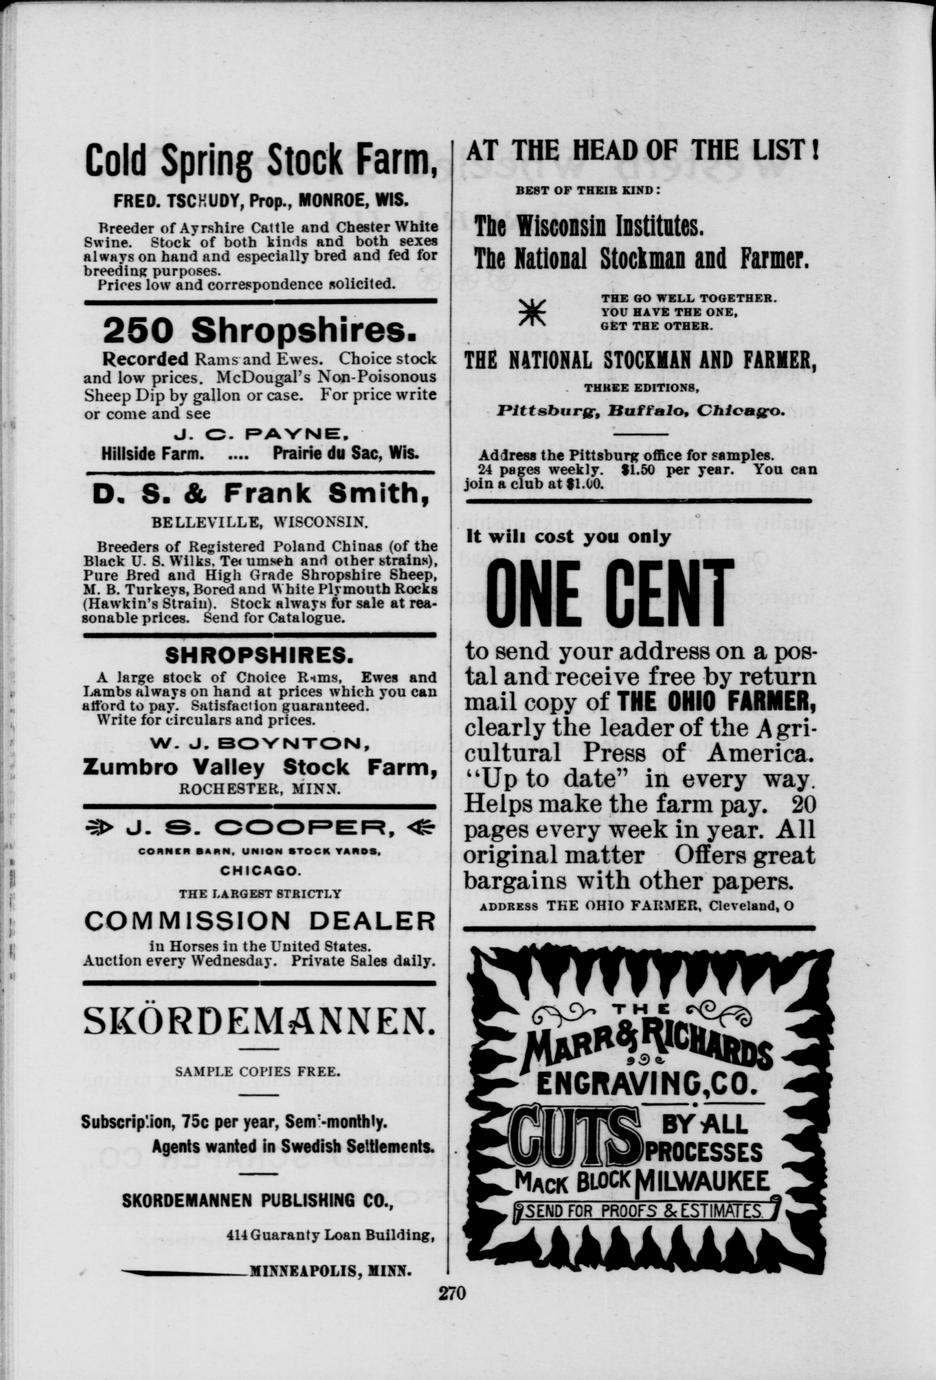 Cold Spring Stock Farm,
FRED. TSCHUDY, Prop., MONROE, WIS.
Breeder of Ayrshire Cattle and Chester White
Swine. Stock of both kinds and both sexes
always on hand and especially bred and fed for
breeding purposes.
Prices low and correspondence solicited.
250 Shropshires.
Recorded Rams and Ewes. Choice stock
and low prices. McDougal's Non-Poisonous
Sheep Dip by gallon or case. For price write
or come and see
J. C. PAYNE,
Hillside Farm. .... Prairie du Sac, Wis.
D. S. & Frank Smith,
BELLEVILLE, WISCONSIN.
Breeders of Registered Poland Chinas (of the
Black U. S. Wilks, Tecumseh and other strains),
Pure Bred and High Grade Shropshire Sheep,
M. B. Turkeys, Bored and White Plymouth Rocks
(Hawkin's Strain). Stock always for sale at rea-
sonable prices. Send for Catalogue.
SHROPSHIRES.
A large stock of Choice Rams, Ewes and
Lambs always on hand at prices which you can
afford to pay. Satisfaction guaranteed.
Write for circulars and prices.
W. J. BOYNTON,
Zumbro Valley Stock Farm,
ROCHESTER, MINN.
J. S. COOPER,
CORNER BARN, UNION STOCK YARDS,
CHICAGO.
THE LARGEST STRICTLY
COMMISSION DEALER
in Horses in the United States.
Auction every Wednesday. Private Sales daily.
SKÖRDEMANNEN.
SAMPLE COPIES FREE.
Subscription, 75c per year, Semi-monthly.
Agents wanted in Swedish Settlements.
SKORDEMANNEN PUBLISHING CO.,
414 Guaranty Loan Building,
MINNEAPOLIS, MINN.
AT THE HEAD OF THE LIST!
BEST OF THEIR KIND:
The Wisconsin Institutes.
The National Stockman and Farmer.
THE GO WELL TOGETHER.
YOU HAVE THE ONE,
GET THE OTHER.
THE NATIONAL STOCKMAN AND FARMER,
THREE EDITIONS,
Pittsburg, Buffalo, Chicago.
Address the Pittsburg office for samples.
24 pages weekly. $1.50 per year. You can
join a club at $1.00.
It will cost you only
ONE CENT
to send your address on a pos-
tal and receive free by return
mail copy of THE OHIO FARMER,
clearly the leader of the Agri-
cultural Press of America.
"Up to date" in every way.
Helps make the farm pay. 20
pages every week in year. All
original matter Offers great
bargains with other papers.
ADDRESS THE OHIO FARMER, Cleveland, O
THE
MARR & RICHARDS
ENGRAVING, CO.
CUTS BY ALL
PROCESSES
MACK BLOCK MILWAUKEE
SEND FOR PROOFS & ESTIMATES.
270